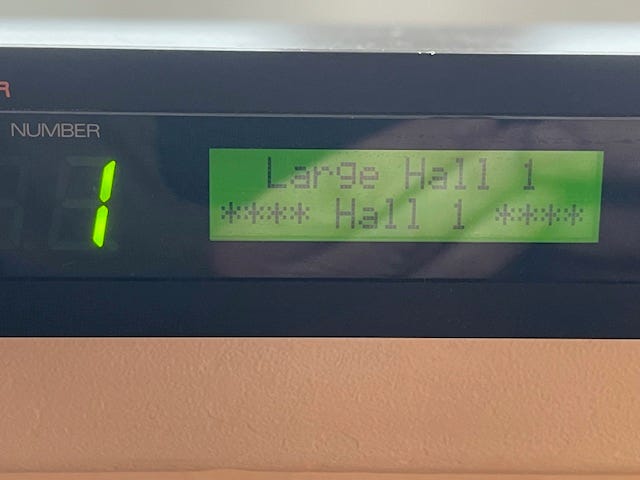 R
NUMBER
1
Large Hall 1
**** Hall 1 ****